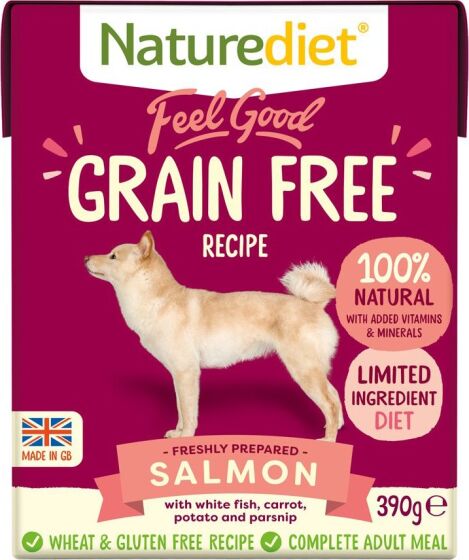 Naturediet®
Feel Good
GRAIN FREE
RECIPE
100%
NATURAL
WITH ADDED VITAMINS
& MINERALS
LIMITED
INGREDIENT
DIET
MADE IN GB
- FRESHLY PREPARED -
SALMON
with white fish, carrot,
potato and parsnip
390g℮
WHEAT & GLUTEN FREE RECIPE
COMPLETE ADULT MEAL